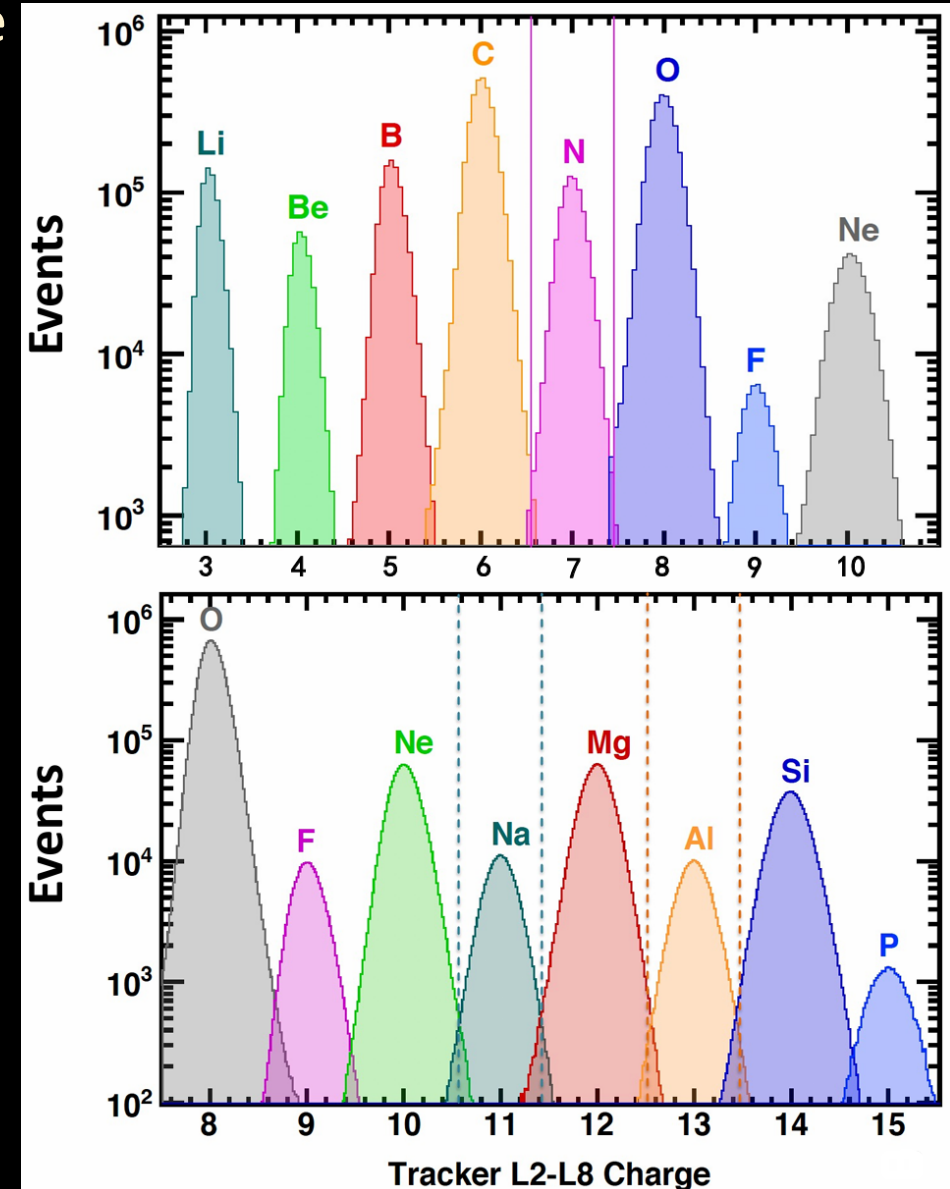 e
10⁶
C
O
Li
B
N
10⁵
Be
Ne
Events
10⁴
F
10³
3 4 5 6 7 8 9 10
10⁶
O
10⁵
Ne
Mg
Si
Events
F
Na
Al
10⁴
P
10³
10²
8 9 10 11 12 13 14 15
Tracker L2-L8 Charge